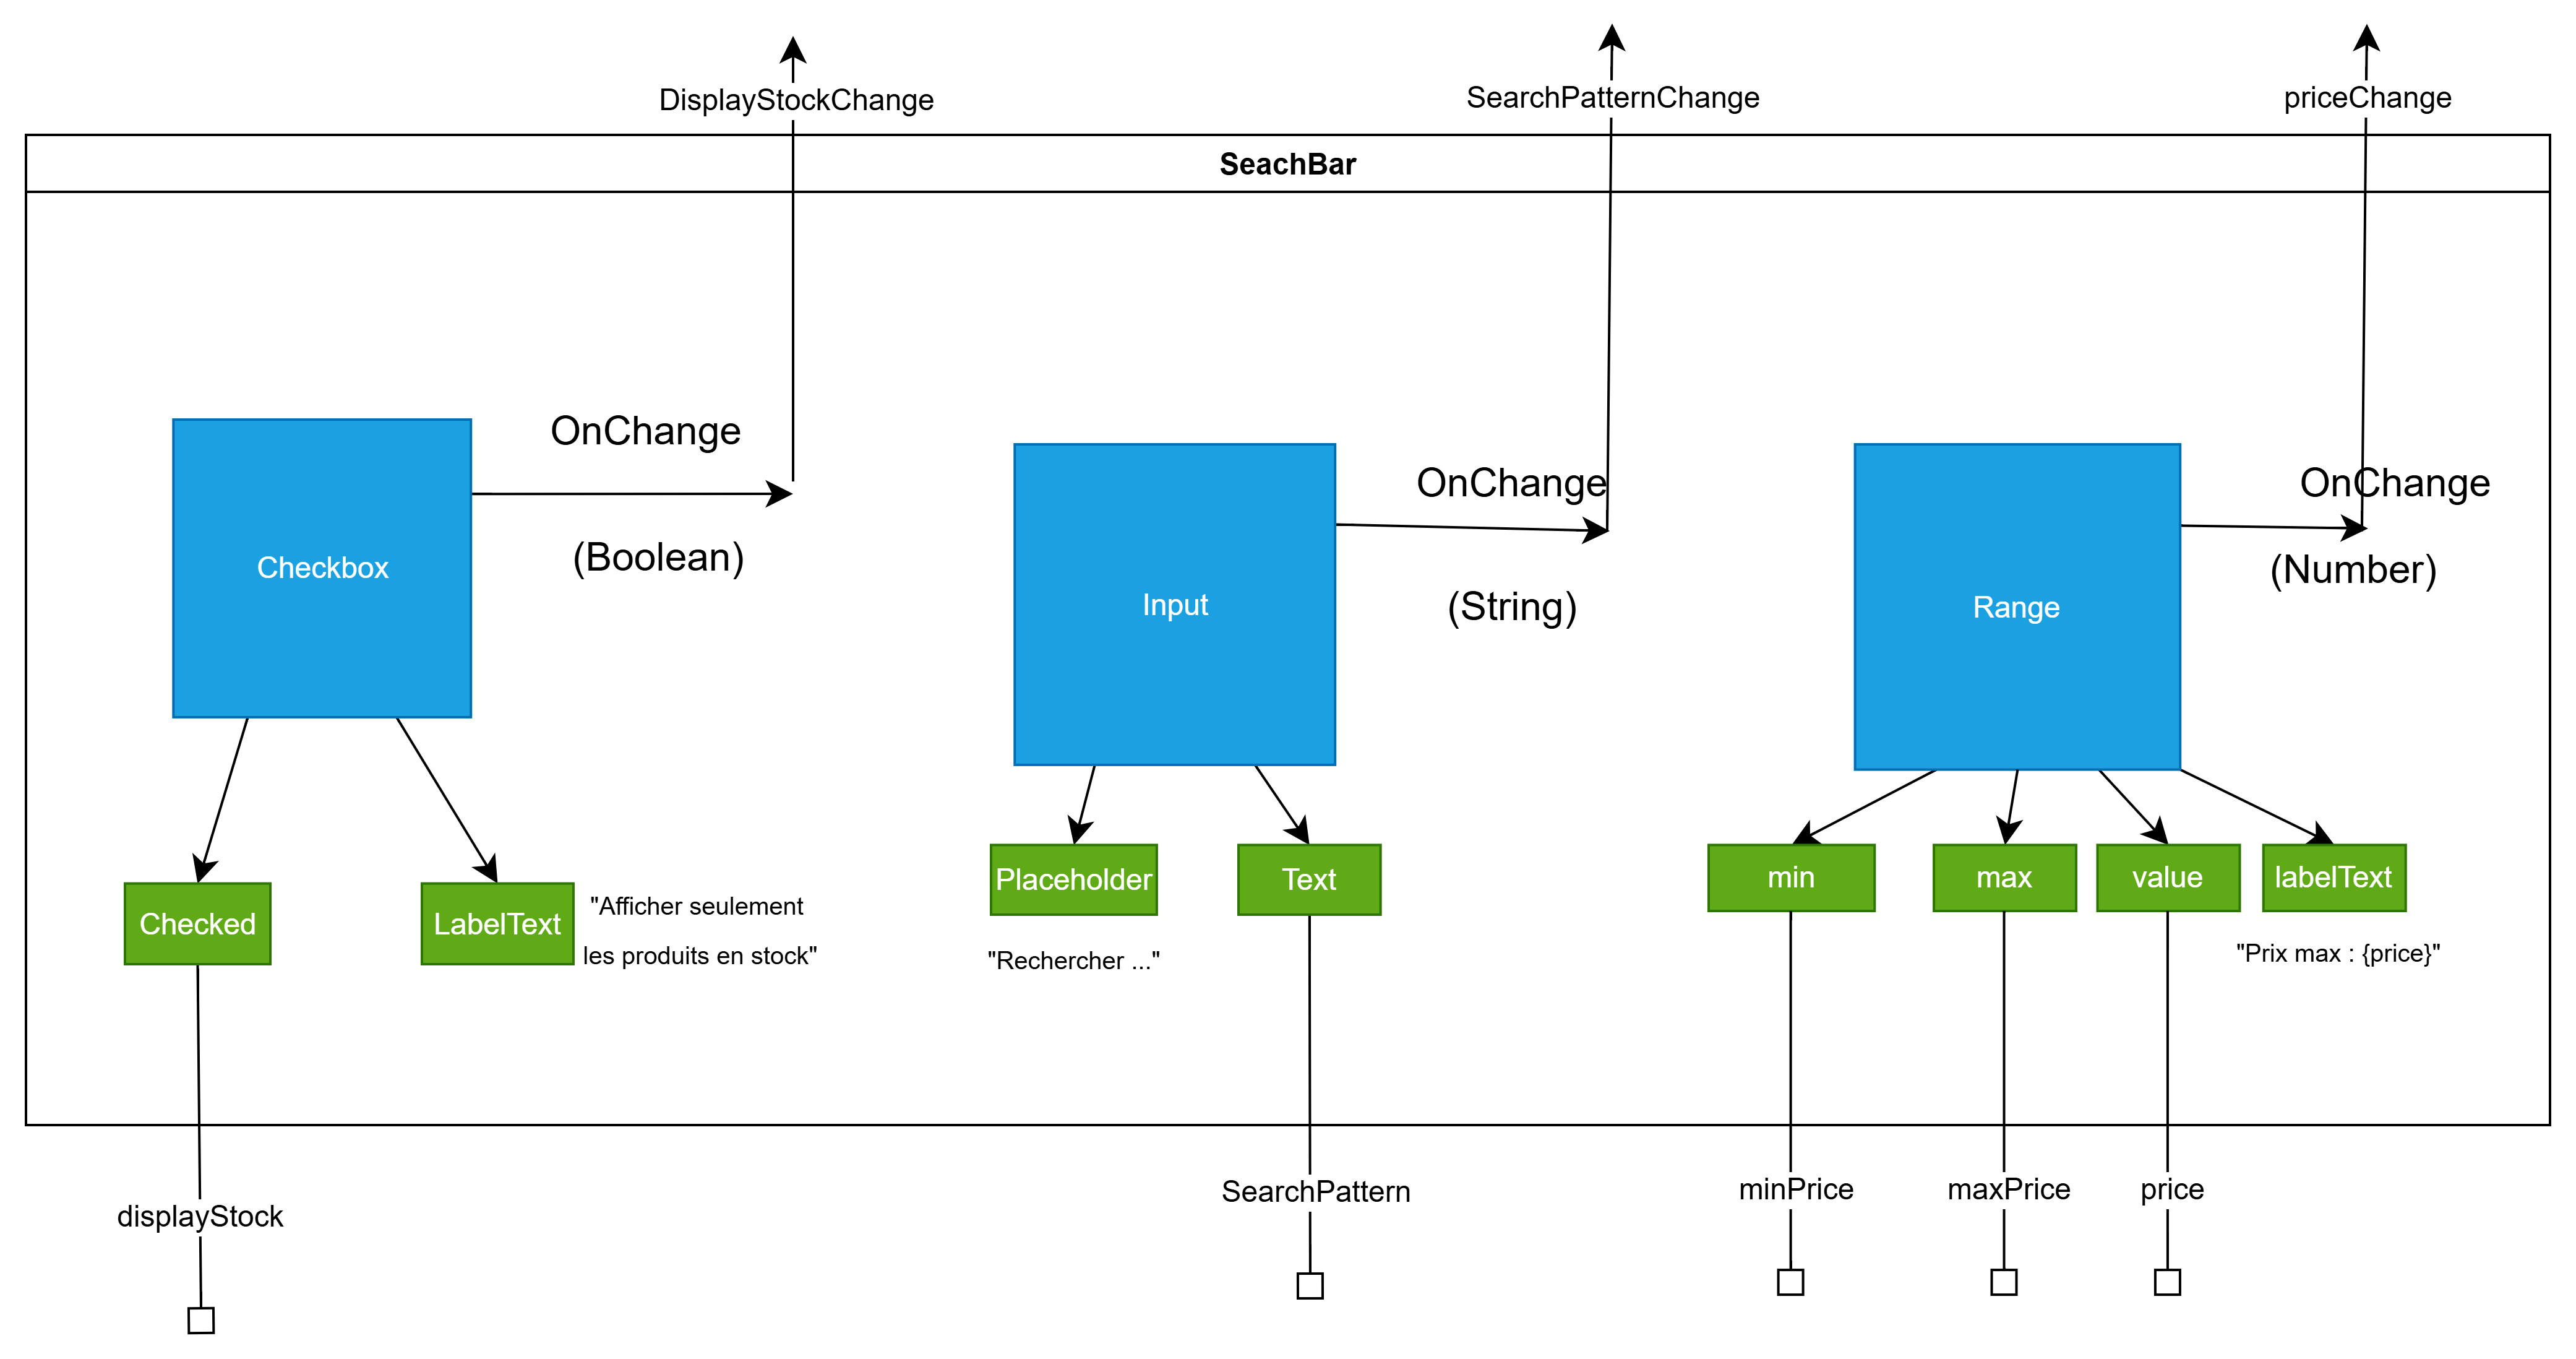 DisplayStockChange
SearchPatternChange
priceChange
SeachBar
OnChange
(Boolean)
Checkbox
Checked
LabelText
"Afficher seulement
les produits en stock"
displayStock
OnChange
(String)
Input
Placeholder
Text
"Rechercher ..."
SearchPattern
OnChange
(Number)
Range
min
max
value
labelText
"Prix max : {price}"
minPrice
maxPrice
price